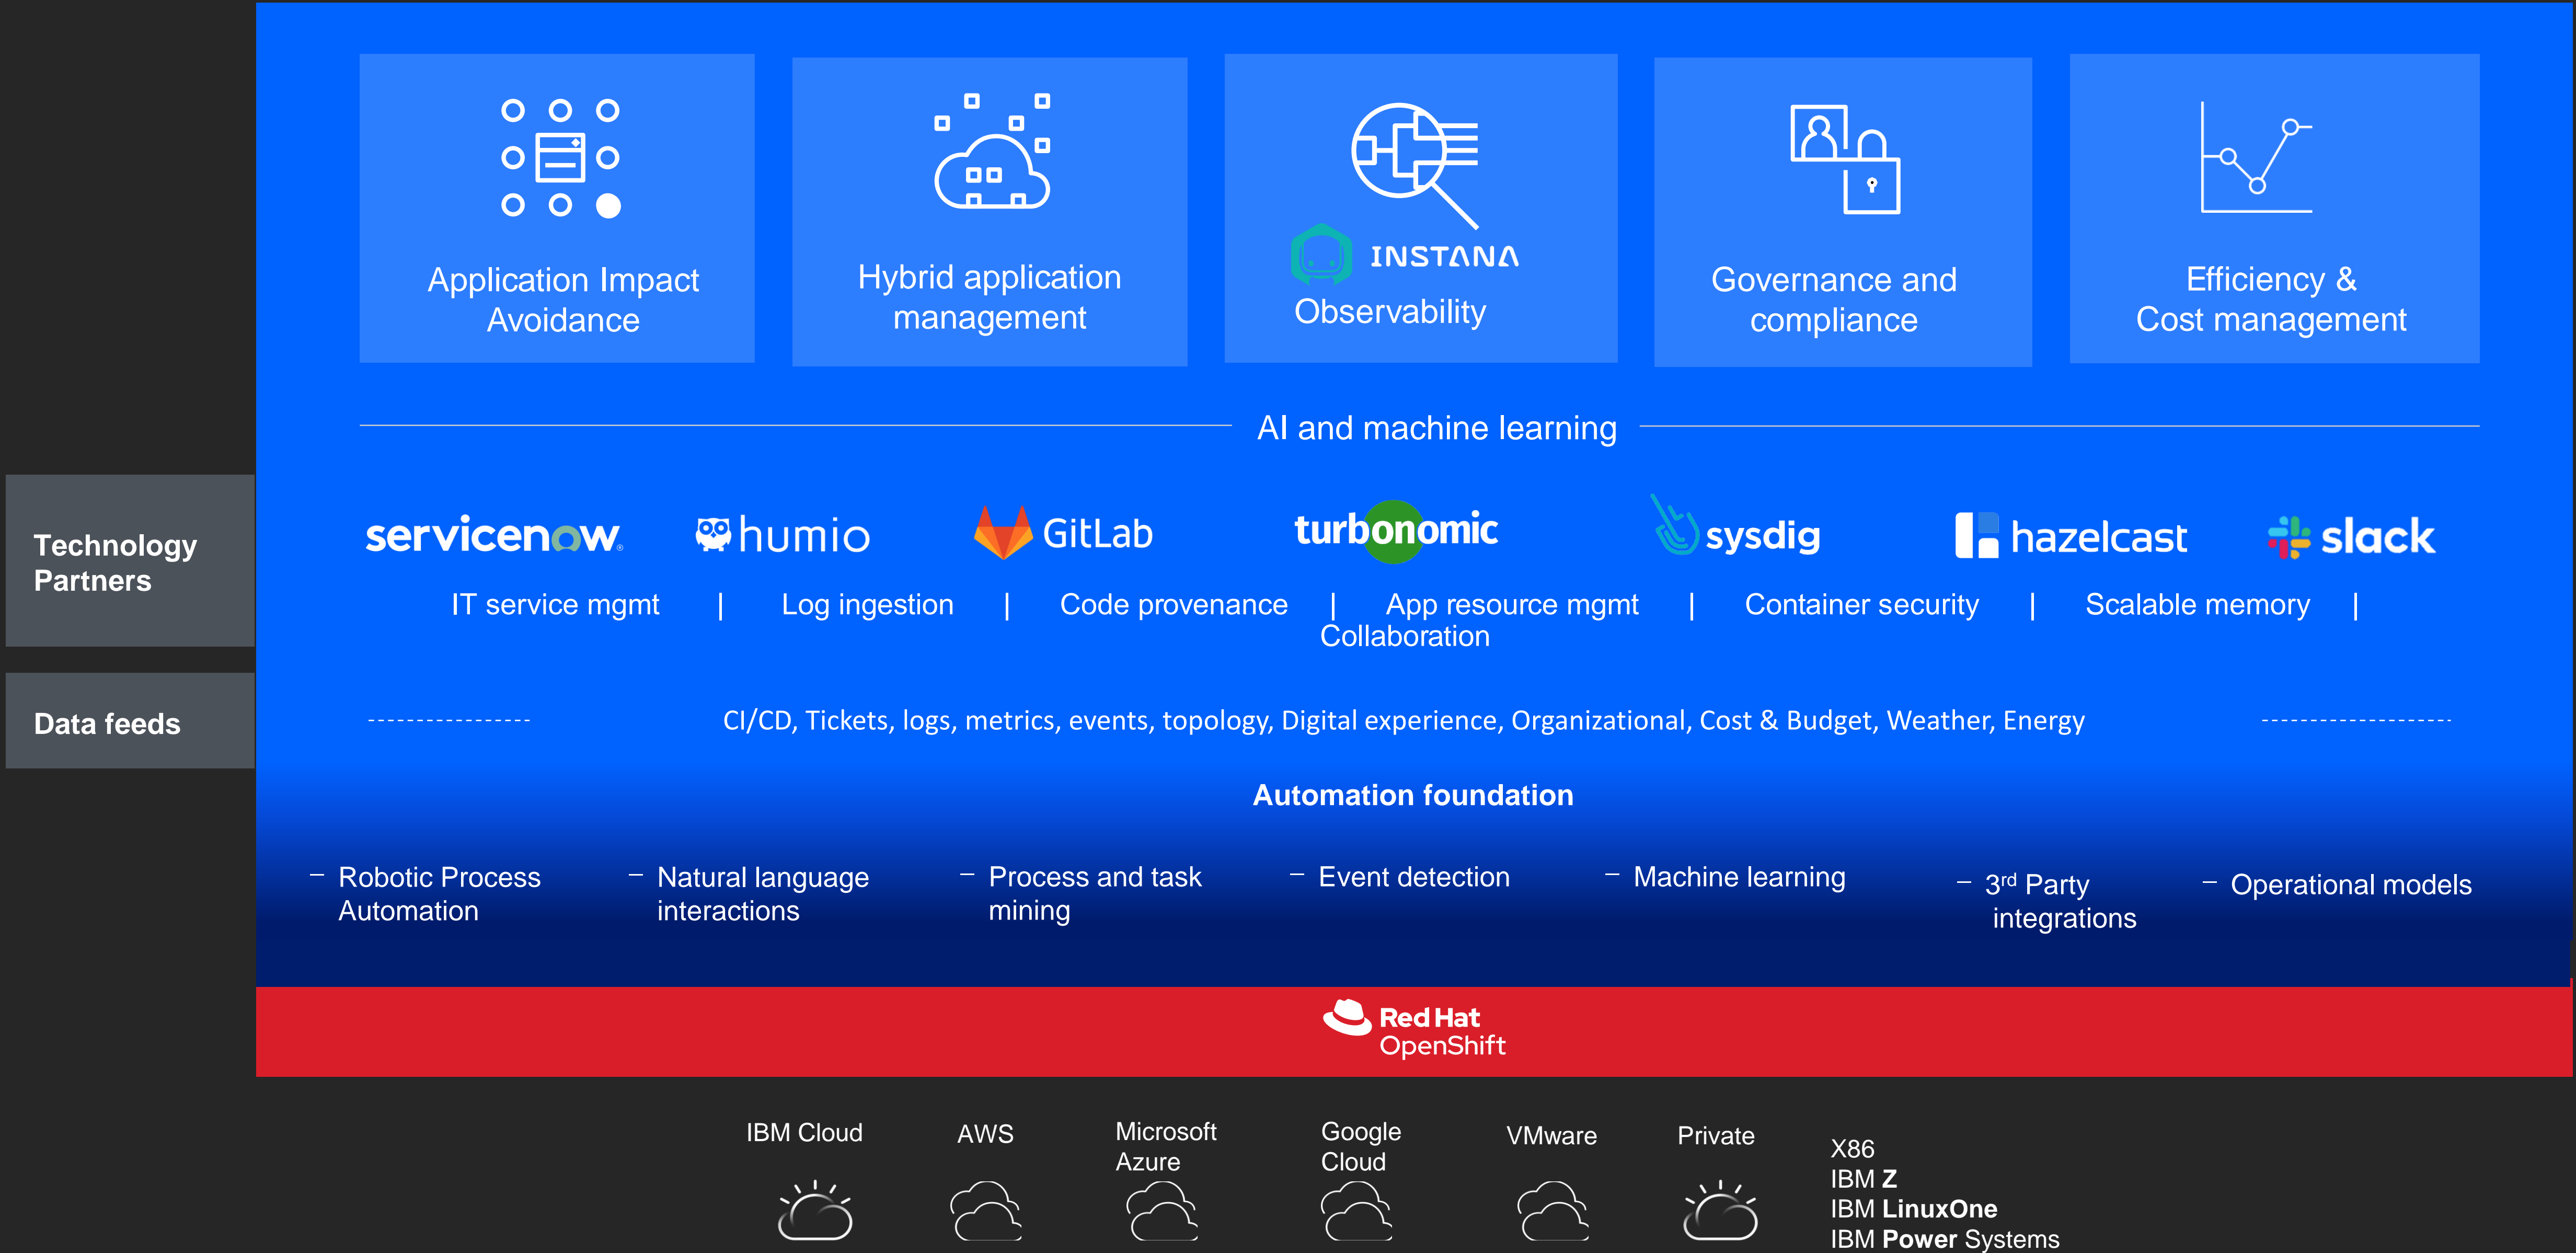 Application Impact
Avoidance
Hybrid application
management
INSTANA
Observability
Governance and
compliance
Efficiency &
Cost management
AI and machine learning
Technology
Partners
servicenow®
humio
GitLab
turbonomic
sysdig
hazelcast
slack
IT service mgmt | Log ingestion | Code provenance | App resource mgmt | Container security | Scalable memory |
Collaboration
Data feeds
CI/CD, Tickets, logs, metrics, events, topology, Digital experience, Organizational, Cost & Budget, Weather, Energy
Automation foundation
– Robotic Process
Automation
– Natural language
interactions
– Process and task
mining
– Event detection
– Machine learning
– 3rd Party
integrations
– Operational models
Red Hat
OpenShift
IBM Cloud
AWS
Microsoft
Azure
Google
Cloud
VMware
Private
X86
IBM Z
IBM LinuxOne
IBM Power Systems